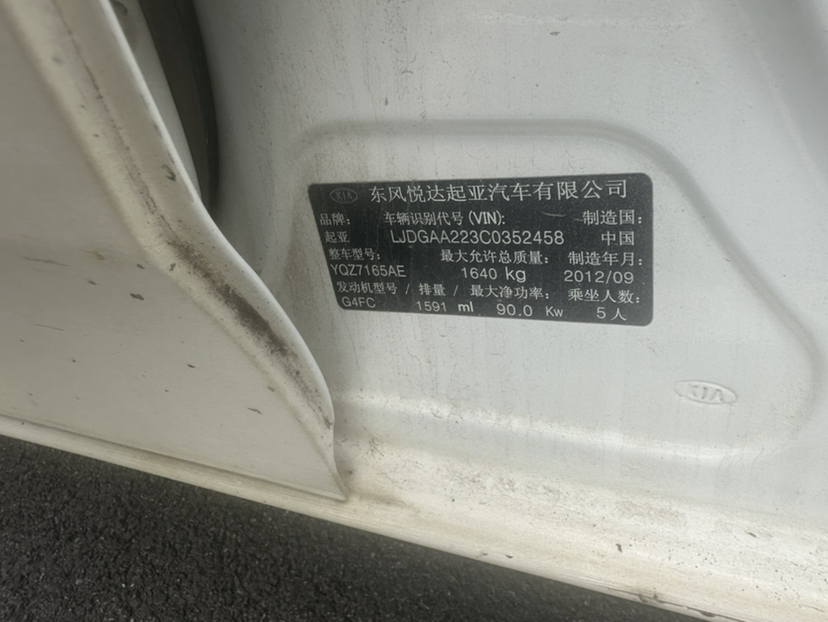 KIA 东风悦达起亚汽车有限公司
品牌: 车辆识别代号(VIN): 制造国:
起亚 LJDGAA223C0352458 中国
整车型号: 最大允许总质量: 制造年月:
YQZ7165AE 1640 kg 2012/09
发动机型号 / 排量 / 最大净功率: 乘坐人数:
G4FC 1591 ml 90.0 Kw 5人
KIA